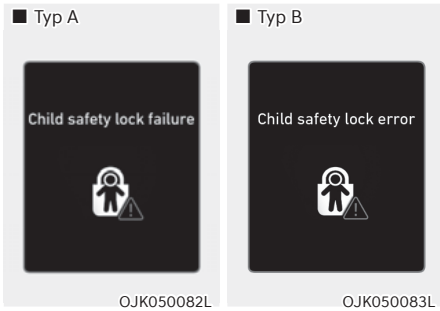 ■ Typ A
Child safety lock failure
OJK050082L
■ Typ B
Child safety lock error
OJK050083L